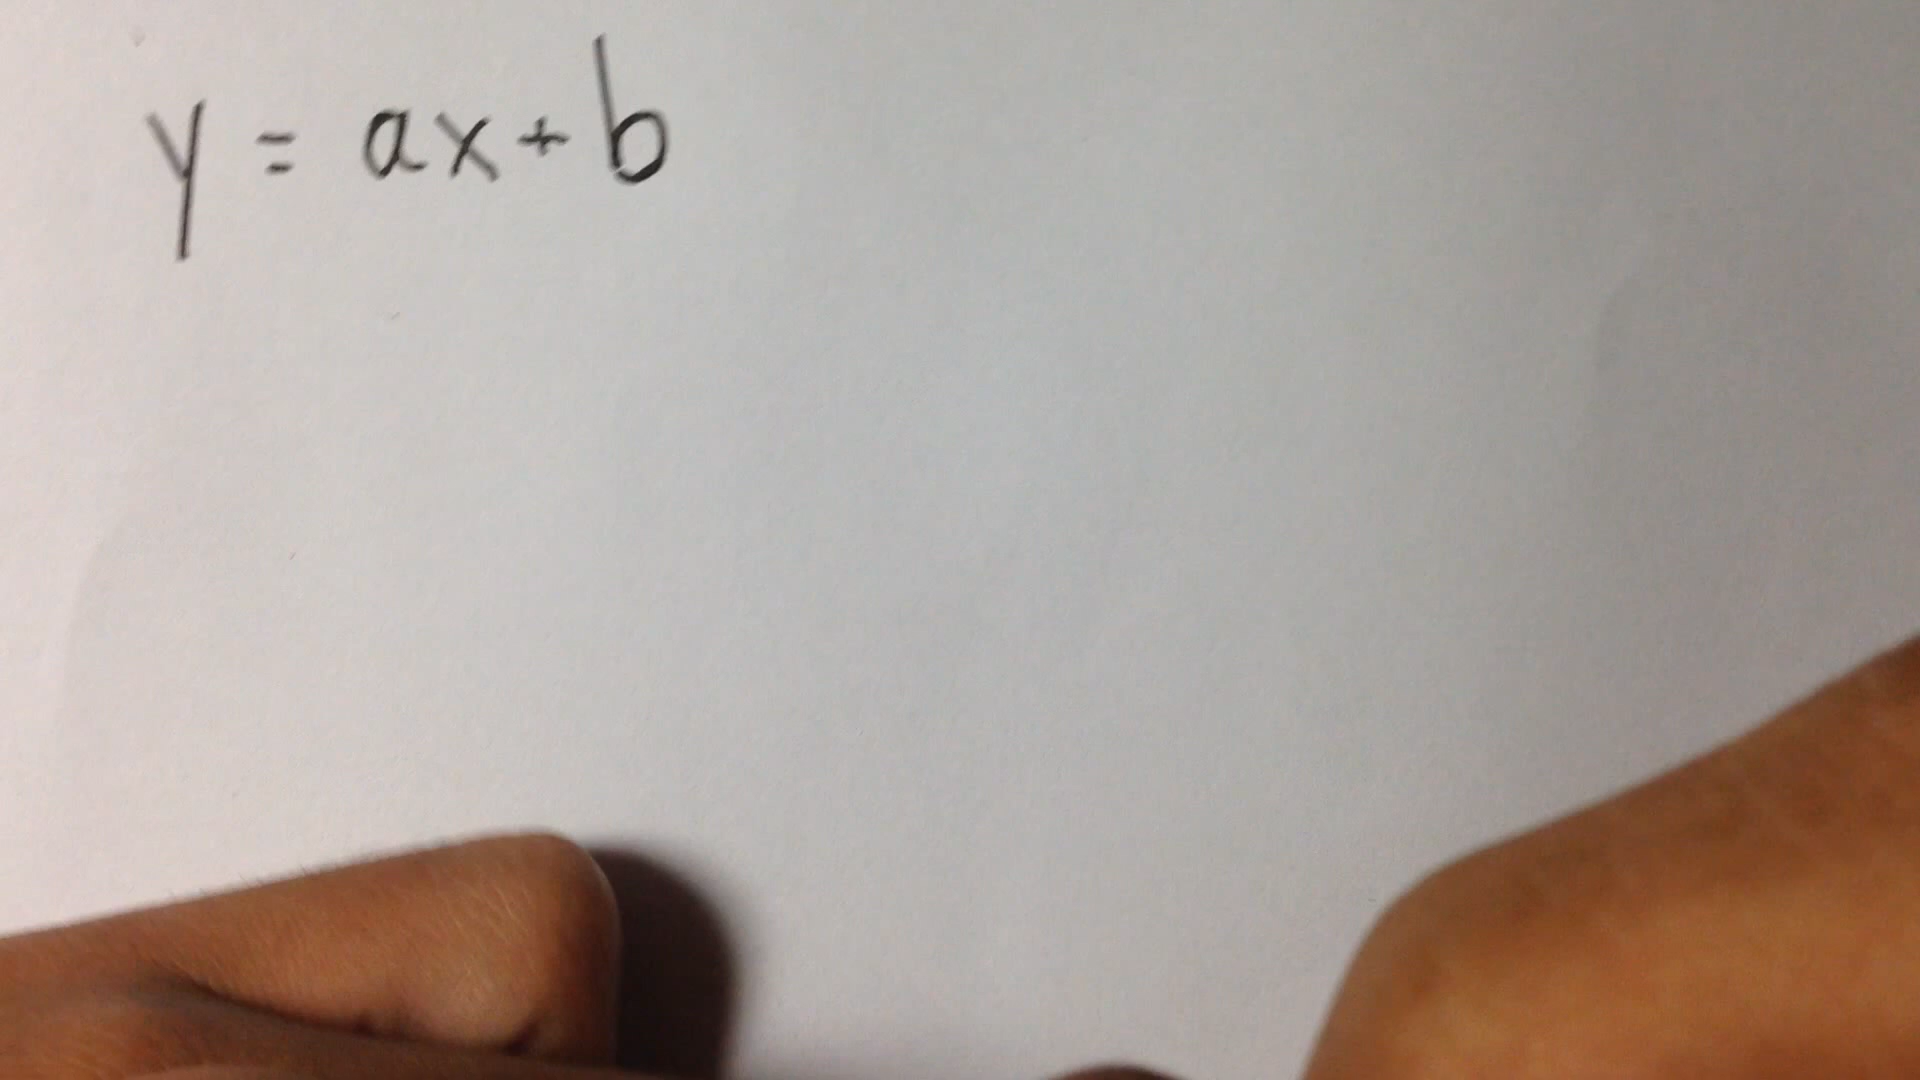 y = ax + b